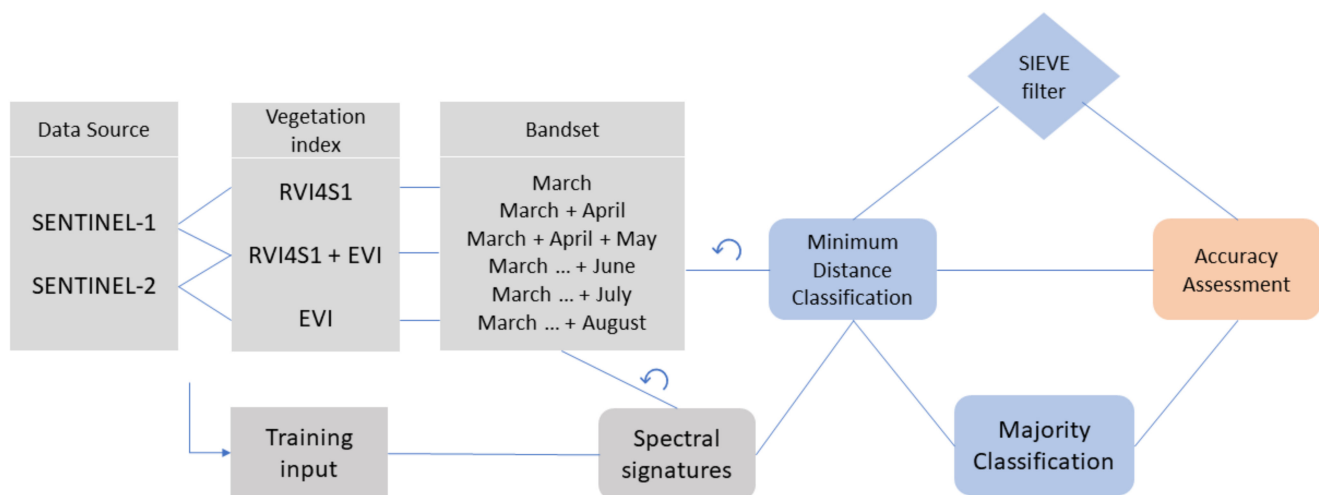 Data Source
SENTINEL-1
SENTINEL-2
Vegetation
index
RVI4S1
RVI4S1 + EVI
EVI
Bandset
March
March + April
March + April + May
March ... + June
March ... + July
March ... + August
Training
input
Spectral
signatures
Minimum
Distance
Classification
SIEVE
filter
Majority
Classification
Accuracy
Assessment